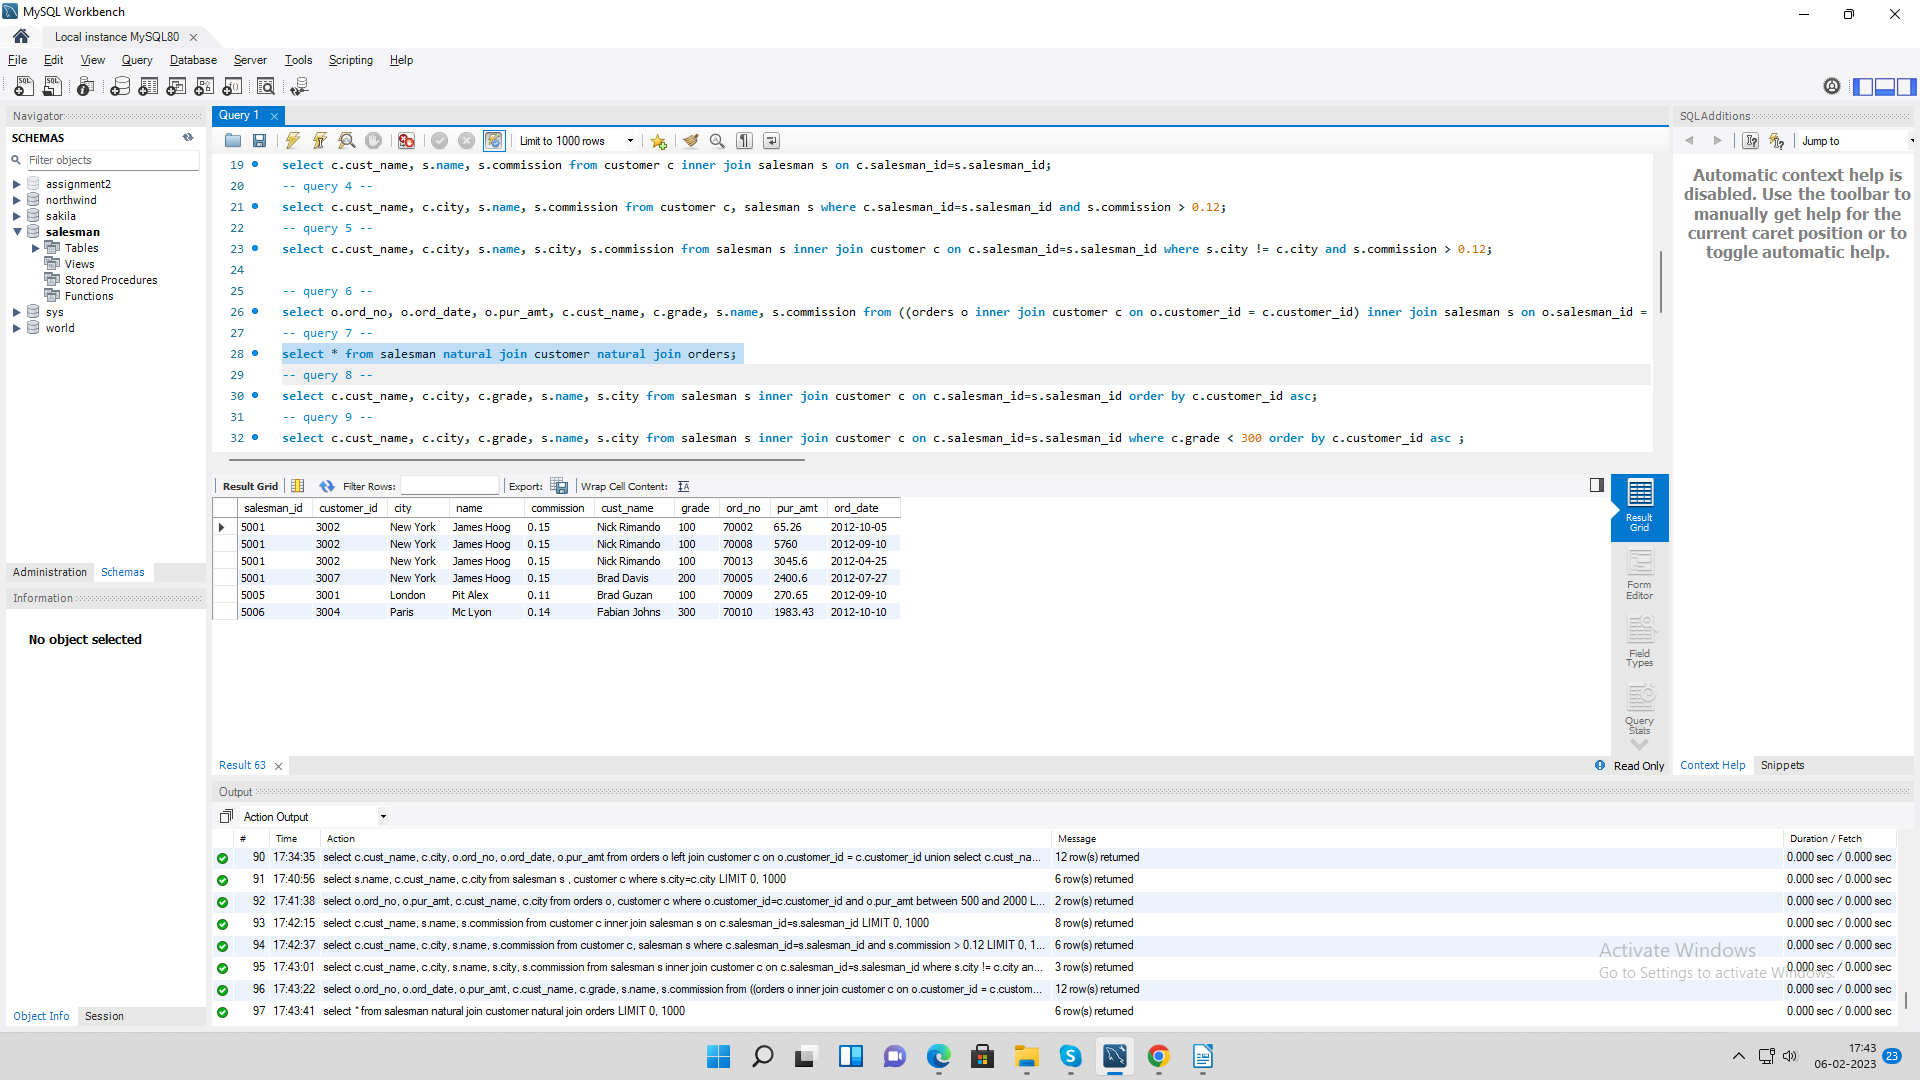 MySQL Workbench
Local instance MySQL80
File Edit View Query Database Server Tools Scripting Help
Navigator
SCHEMAS
Filter objects
assignment2
northwind
sakila
salesman
Tables
Views
Stored Procedures
Functions
sys
world
Administration Schemas
Information
No object selected
Object Info Session
Query 1
Limit to 1000 rows
19 select c.cust_name, s.name, s.commission from customer c inner join salesman s on c.salesman_id=s.salesman_id;
20 -- query 4 --
21 select c.cust_name, c.city, s.name, s.commission from customer c, salesman s where c.salesman_id=s.salesman_id and s.commission > 0.12;
22 -- query 5 --
23 select c.cust_name, c.city, s.name, s.city, s.commission from salesman s inner join customer c on c.salesman_id=s.salesman_id where s.city != c.city and s.commission > 0.12;
24
25 -- query 6 --
26 select o.ord_no, o.ord_date, o.pur_amt, c.cust_name, c.grade, s.name, s.commission from ((orders o inner join customer c on o.customer_id = c.customer_id) inner join salesman s on o.salesman_id =
27 -- query 7 --
28 select * from salesman natural join customer natural join orders;
29 -- query 8 --
30 select c.cust_name, c.city, c.grade, s.name, s.city from salesman s inner join customer c on c.salesman_id=s.salesman_id order by c.customer_id asc;
31 -- query 9 --
32 select c.cust_name, c.city, c.grade, s.name, s.city from salesman s inner join customer c on c.salesman_id=s.salesman_id where c.grade < 300 order by c.customer_id asc ;
Result Grid Filter Rows: Export: Wrap Cell Content:
salesman_id customer_id city name commission cust_name grade ord_no pur_amt ord_date
5001 3002 New York James Hoog 0.15 Nick Rimando 100 70002 65.26 2012-10-05
5001 3002 New York James Hoog 0.15 Nick Rimando 100 70008 5760 2012-09-10
5001 3002 New York James Hoog 0.15 Nick Rimando 100 70013 3045.6 2012-04-25
5001 3007 New York James Hoog 0.15 Brad Davis 200 70005 2400.6 2012-07-27
5005 3001 London Pit Alex 0.11 Brad Guzan 100 70009 270.65 2012-09-10
5006 3004 Paris Mc Lyon 0.14 Fabian Johns 300 70010 1983.43 2012-10-10
Result Grid
Form Editor
Field Types
Query Stats
Result 63
Read Only
SQLAdditions
Jump to
Automatic context help is
disabled. Use the toolbar to
manually get help for the
current caret position or to
toggle automatic help.
Context Help Snippets
Output
Action Output
# Time Action Message Duration / Fetch
90 17:34:35 select c.cust_name, c.city, o.ord_no, o.ord_date, o.pur_amt from orders o left join customer c on o.customer_id = c.customer_id union select c.cust_na... 12 row(s) returned 0.000 sec / 0.000 sec
91 17:40:56 select s.name, c.cust_name, c.city from salesman s , customer c where s.city=c.city LIMIT 0, 1000 6 row(s) returned 0.000 sec / 0.000 sec
92 17:41:38 select o.ord_no, o.pur_amt, c.cust_name, c.city from orders o, customer c where o.customer_id=c.customer_id and o.pur_amt between 500 and 2000 L... 2 row(s) returned 0.000 sec / 0.000 sec
93 17:42:15 select c.cust_name, s.name, s.commission from customer c inner join salesman s on c.salesman_id=s.salesman_id LIMIT 0, 1000 8 row(s) returned 0.000 sec / 0.000 sec
94 17:42:37 select c.cust_name, c.city, s.name, s.commission from customer c, salesman s where c.salesman_id=s.salesman_id and s.commission > 0.12 LIMIT 0, 1... 6 row(s) returned 0.000 sec / 0.000 sec
95 17:43:01 select c.cust_name, c.city, s.name, s.city, s.commission from salesman s inner join customer c on c.salesman_id=s.salesman_id where s.city != c.city an... 3 row(s) returned 0.000 sec / 0.000 sec
96 17:43:22 select o.ord_no, o.ord_date, o.pur_amt, c.cust_name, c.grade, s.name, s.commission from ((orders o inner join customer c on o.customer_id = c.custom... 12 row(s) returned 0.000 sec / 0.000 sec
97 17:43:41 select * from salesman natural join customer natural join orders LIMIT 0, 1000 6 row(s) returned 0.000 sec / 0.000 sec
Activate Windows
Go to Settings to activate Windows.
17:43
06-02-2023
23